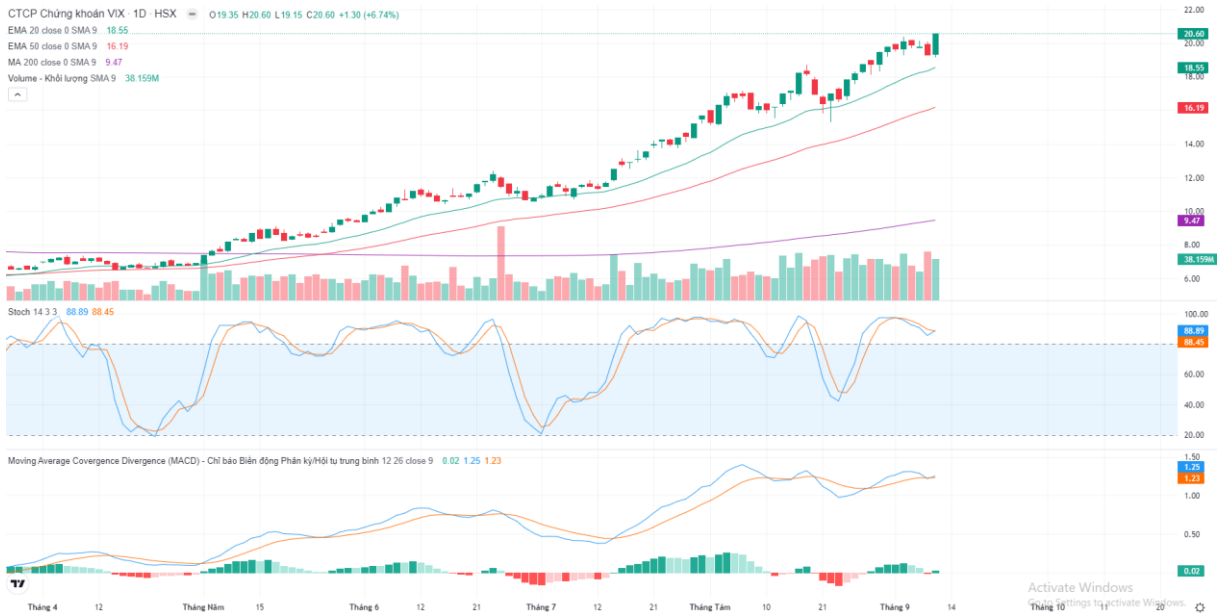 CTCP Chứng khoán VIX · 1D · HSX O19.35 H20.60 L19.15 C20.60 +1.30 (+6.74%)
EMA 20 close 0 SMA 9 18.55
EMA 50 close 0 SMA 9 16.19
MA 200 close 0 SMA 9 9.47
Volume - Khối lượng SMA 9 38.159M
22.00
20.60
20.00
18.55
18.00
16.19
14.00
12.00
10.00
9.47
8.00
38.159M
6.00
Stoch 14 3 3 88.89 88.45
100.00
88.89
88.45
60.00
40.00
20.00
Moving Average Covergence Divergence (MACD) - Chỉ báo Biến động Phân kỳ/Hội tụ trung bình 12 26 close 9 0.02 1.25 1.23
1.50
1.25
1.23
1.00
0.50
0.02
Activate Windows
Go to Settings to activate Windows.
Tháng 4 12 Tháng Năm 15 Tháng 6 12 21 Tháng 7 12 21 Tháng Tám 10 21 Tháng 9 14 Tháng 10 11 20